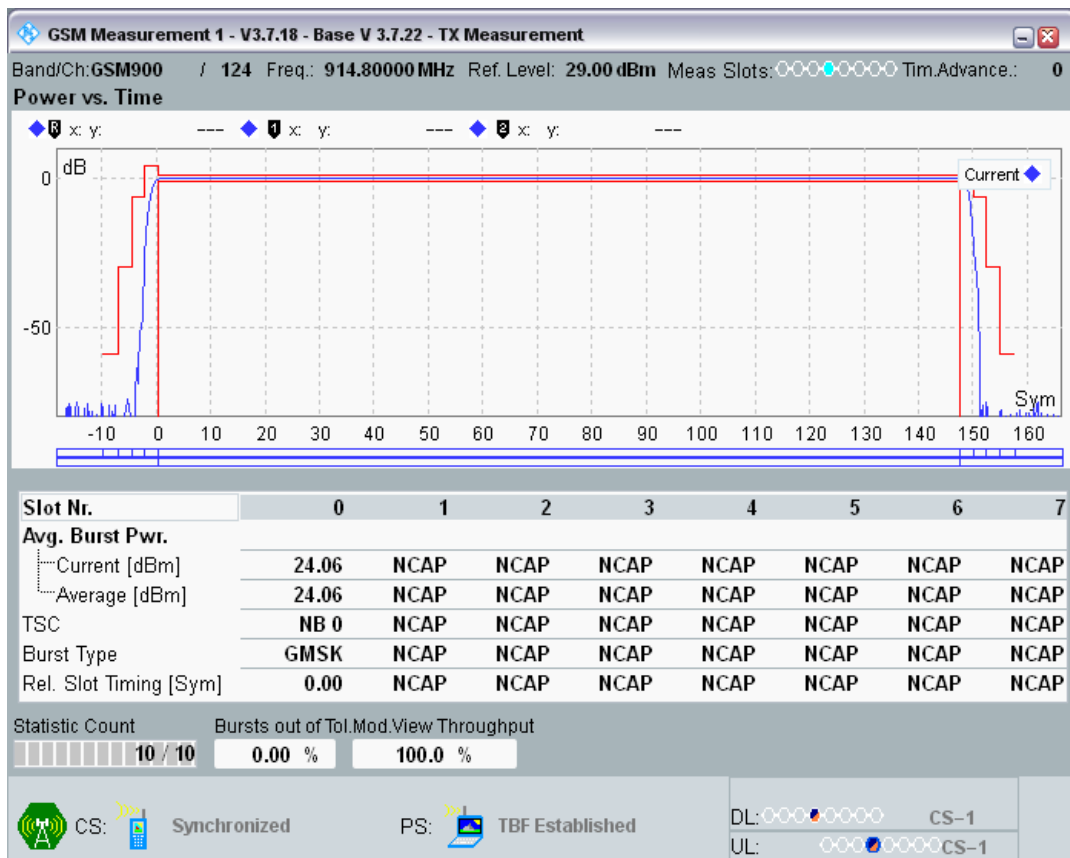 GSM Measurement 1 - V3.7.18 - Base V 3.7.22 - TX Measurement
Band/Ch:GSM900 / 124 Freq.: 914.80000 MHz Ref. Level: 29.00 dBm Meas Slots: Tim.Advance.: 0
Power vs. Time
R x: y: --- 1 x: y: --- 2 x: y: ---
dB
Current
0
-50
Sym
-10 0 10 20 30 40 50 60 70 80 90 100 110 120 130 140 150 160
Slot Nr. 0 1 2 3 4 5 6 7
Avg. Burst Pwr.
Current [dBm] 24.06 NCAP NCAP NCAP NCAP NCAP NCAP NCAP
Average [dBm] 24.06 NCAP NCAP NCAP NCAP NCAP NCAP NCAP
TSC NB 0 NCAP NCAP NCAP NCAP NCAP NCAP NCAP
Burst Type GMSK NCAP NCAP NCAP NCAP NCAP NCAP NCAP
Rel. Slot Timing [Sym] 0.00 NCAP NCAP NCAP NCAP NCAP NCAP NCAP
Statistic Count Bursts out of Tol.Mod.View Throughput
10 / 10 0.00 % 100.0 %
CS: Synchronized PS: TBF Established
DL: CS-1
UL: CS-1